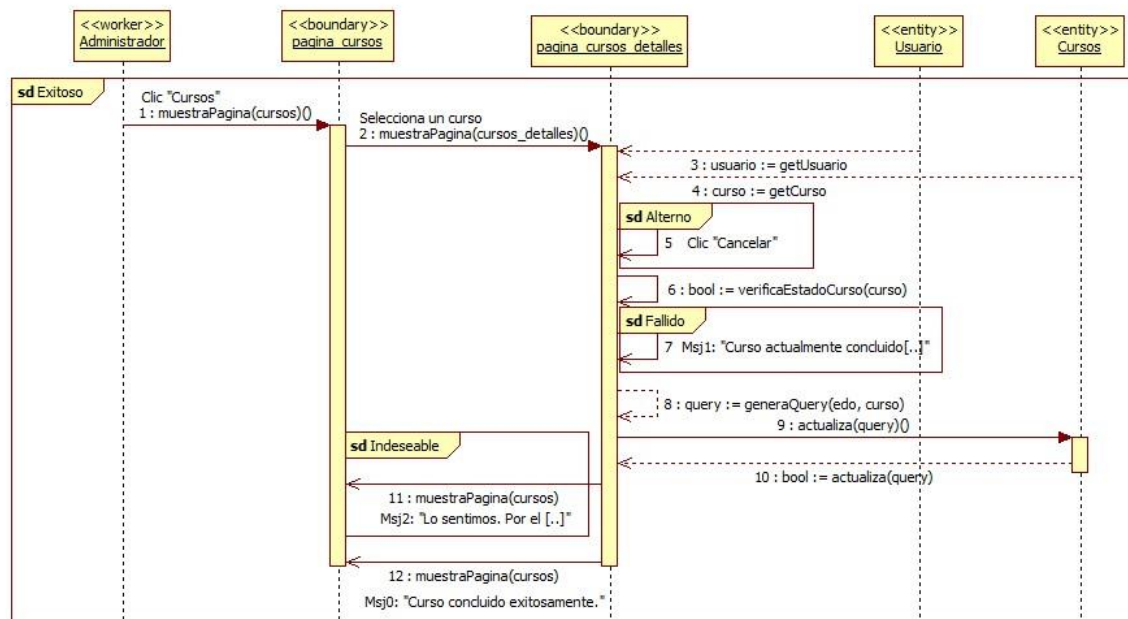 <<worker>>
Administrador
<<boundary>>
pagina_cursos
<<boundary>>
pagina_cursos_detalles
<<entity>>
Usuario
<<entity>>
Cursos
sd Exitoso
Clic "Cursos"
1 : muestraPagina(cursos)()
Selecciona un curso
2 : muestraPagina(cursos_detalles)()
3 : usuario := getUsuario
4 : curso := getCurso
sd Alterno
5 Clic "Cancelar"
6 : bool := verificaEstadoCurso(curso)
sd Fallido
7 Msj1: "Curso actualmente concluido[..]"
8 : query := generaQuery(edo, curso)
9 : actualiza(query)()
sd Indeseable
10 : bool := actualiza(query)
11 : muestraPagina(cursos)
Msj2: "Lo sentimos. Por el [..]"
12 : muestraPagina(cursos)
Msj0: "Curso concluido exitosamente."